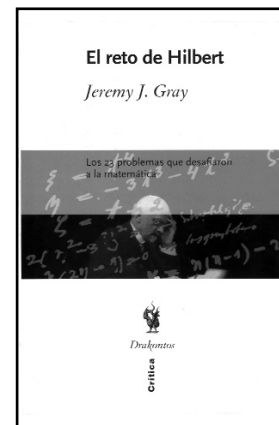 El reto de Hilbert
Jeremy J. Gray
Los 23 problemas que desafiaron
a la matemática
Drakontos
Crítica